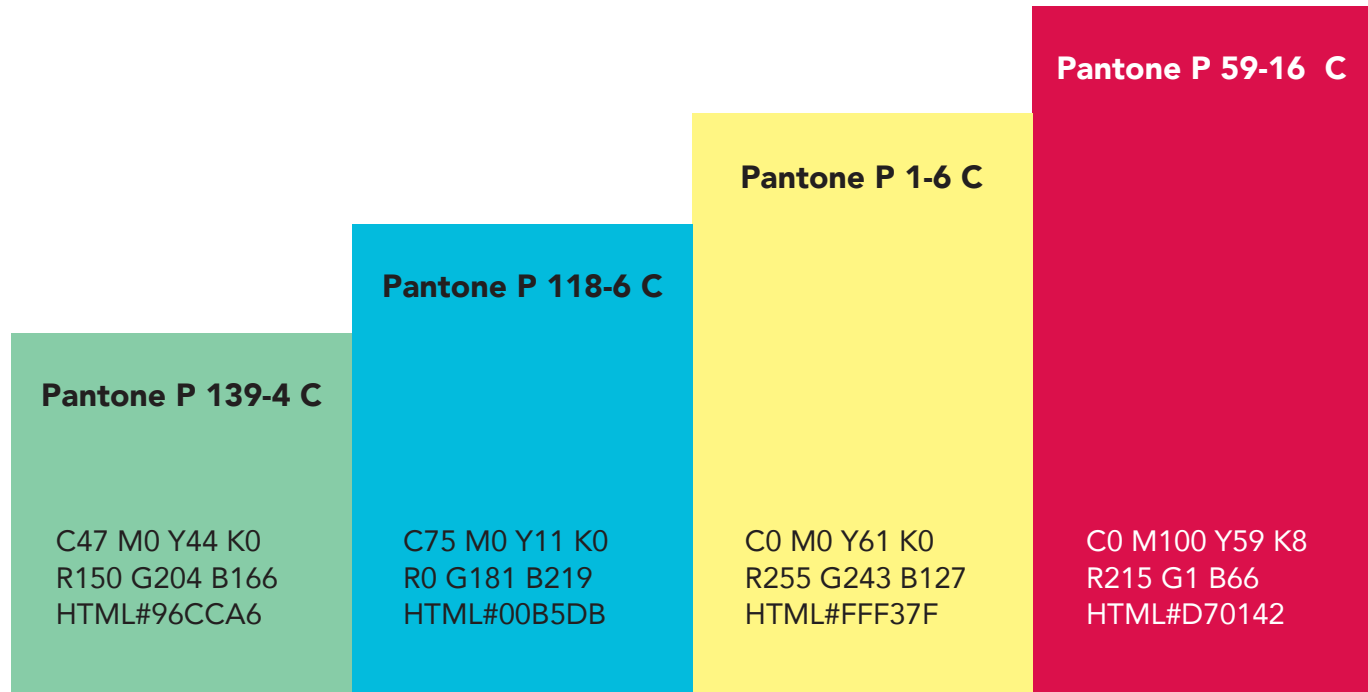 Pantone P 139-4 C
C47 M0 Y44 K0
R150 G204 B166
HTML#96CCA6
Pantone P 118-6 C
C75 M0 Y11 K0
R0 G181 B219
HTML#00B5DB
Pantone P 1-6 C
C0 M0 Y61 K0
R255 G243 B127
HTML#FFF37F
Pantone P 59-16  C
C0 M100 Y59 K8
R215 G1 B66
HTML#D70142